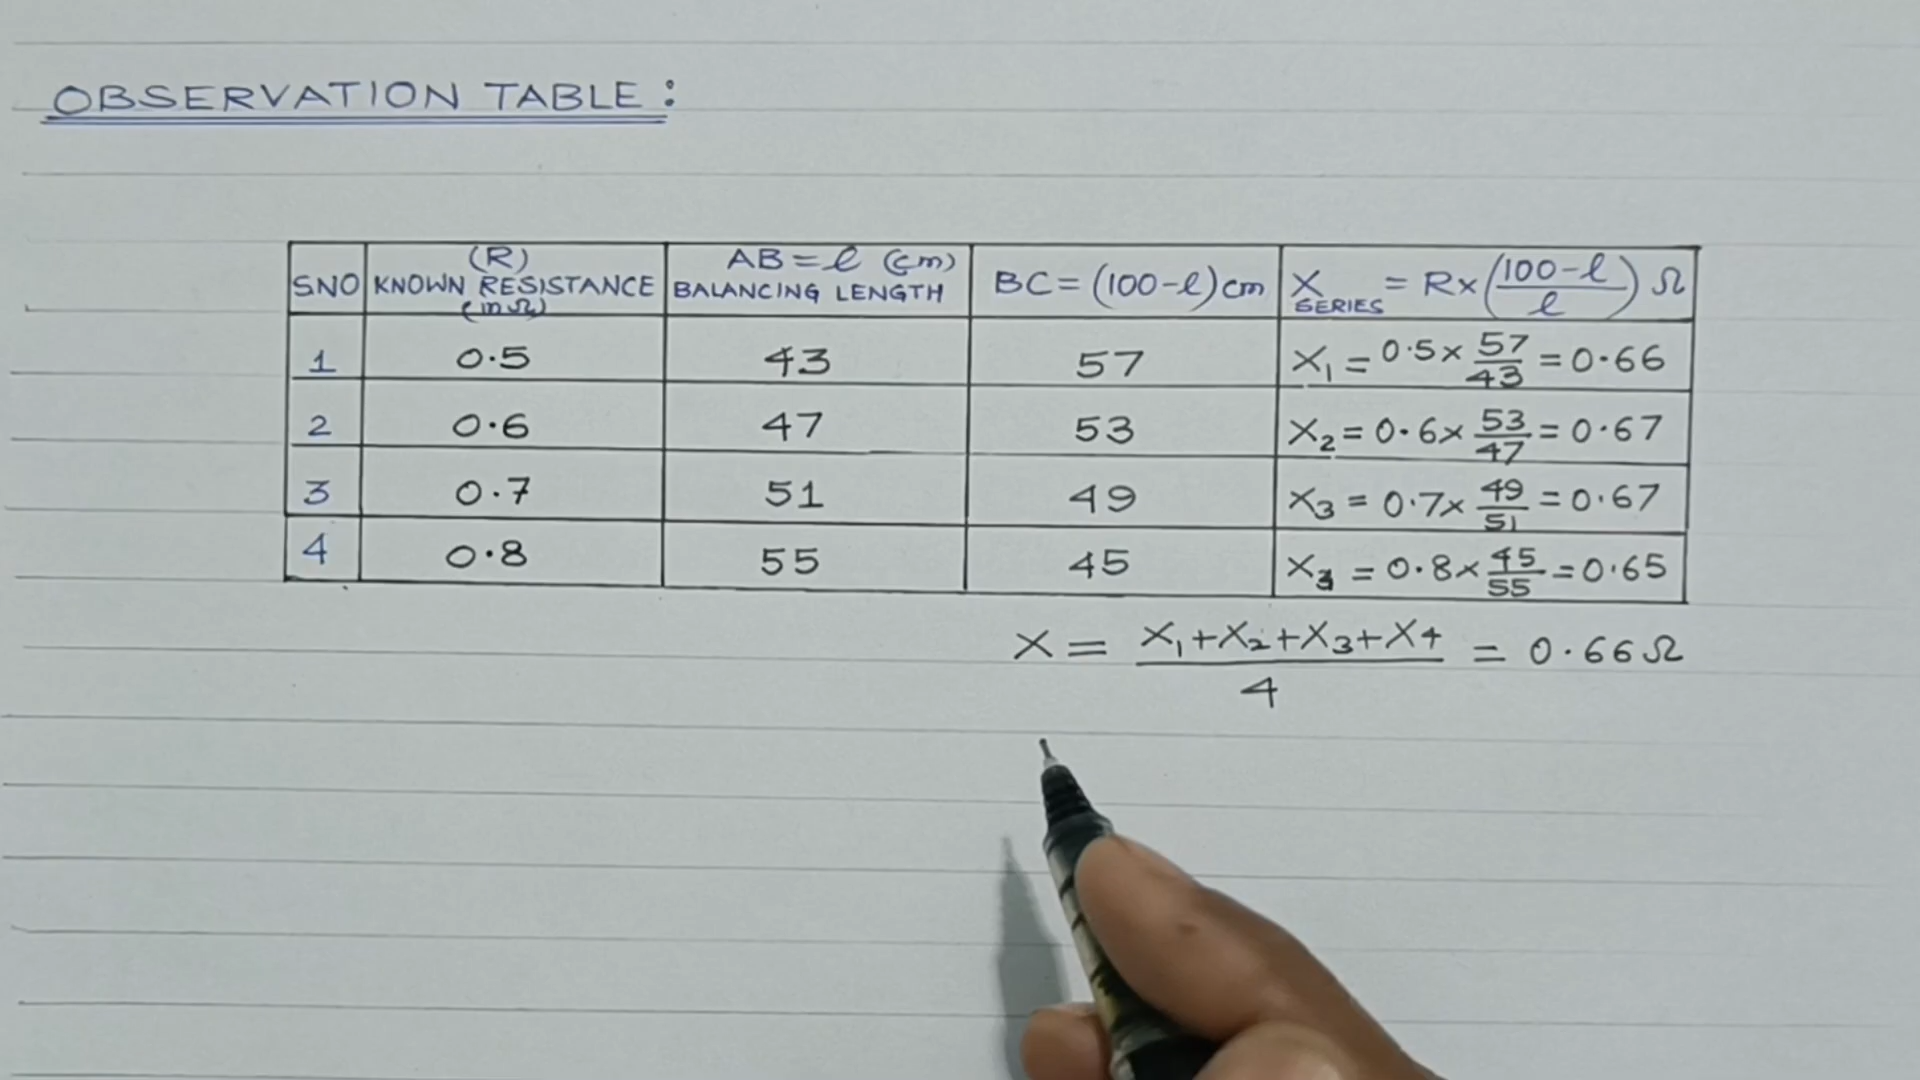 OBSERVATION TABLE :
SNO (R) KNOWN RESISTANCE (in Ω) AB = l (cm) BALANCING LENGTH BC = (100-l) cm X SERIES = R× (100-l / l) Ω
1 0.5 43 57 X₁ = 0.5 × 57/43 = 0.66
2 0.6 47 53 X₂ = 0.6 × 53/47 = 0.67
3 0.7 51 49 X₃ = 0.7 × 49/51 = 0.67
4 0.8 55 45 X₃ = 0.8 × 45/55 = 0.65
X = X₁+X₂+X₃+X4 / 4 = 0.66 Ω